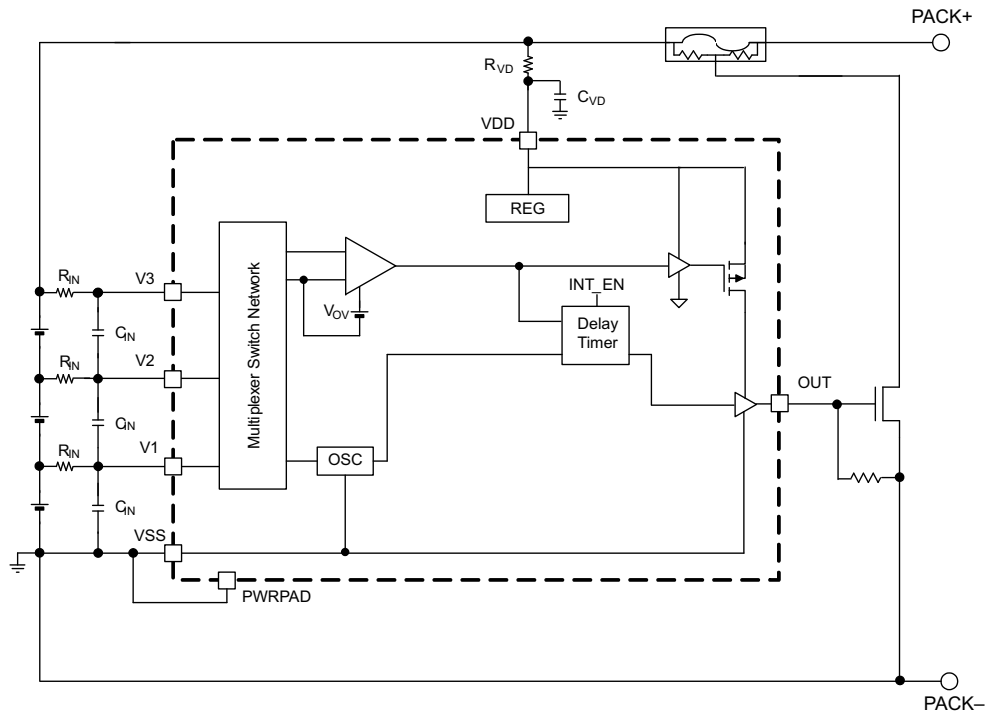 PACK+
RVD
CVD
VDD
REG
RIN
V3
CIN
RIN
V2
CIN
RIN
V1
CIN
VSS
Multiplexer Switch Network
VOV
INT_EN
Delay
Timer
OSC
OUT
PWRPAD
PACK–